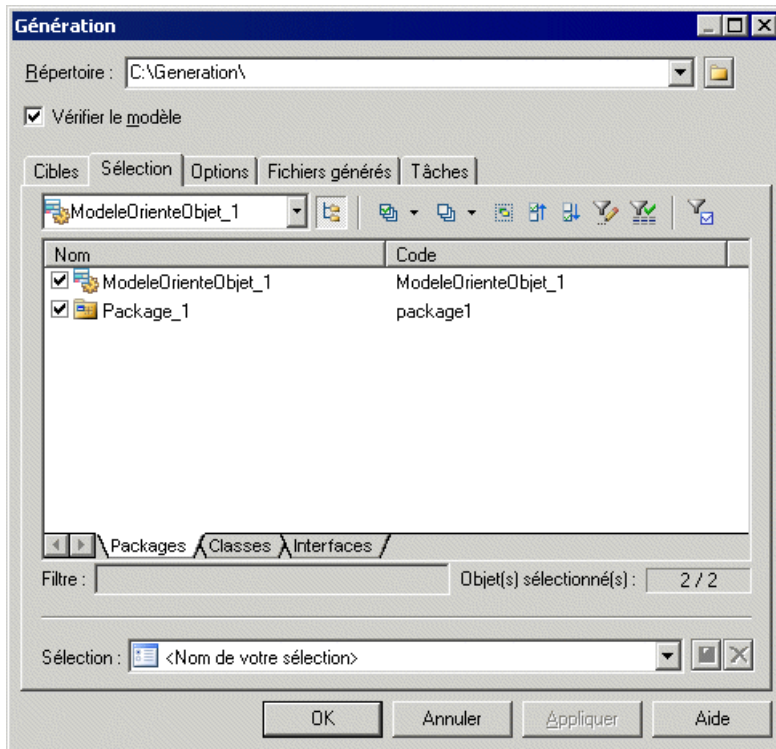 Génération
Répertoire : C:\Generation\
Vérifier le modèle
Cibles Sélection Options Fichiers générés Tâches
ModeleOrienteObjet_1
Nom Code
ModeleOrienteObjet_1 ModeleOrienteObjet_1
Package_1 package1
Packages Classes Interfaces
Filtre : Objet(s) sélectionné(s) : 2 / 2
Sélection : <Nom de votre sélection>
OK Annuler Appliquer Aide